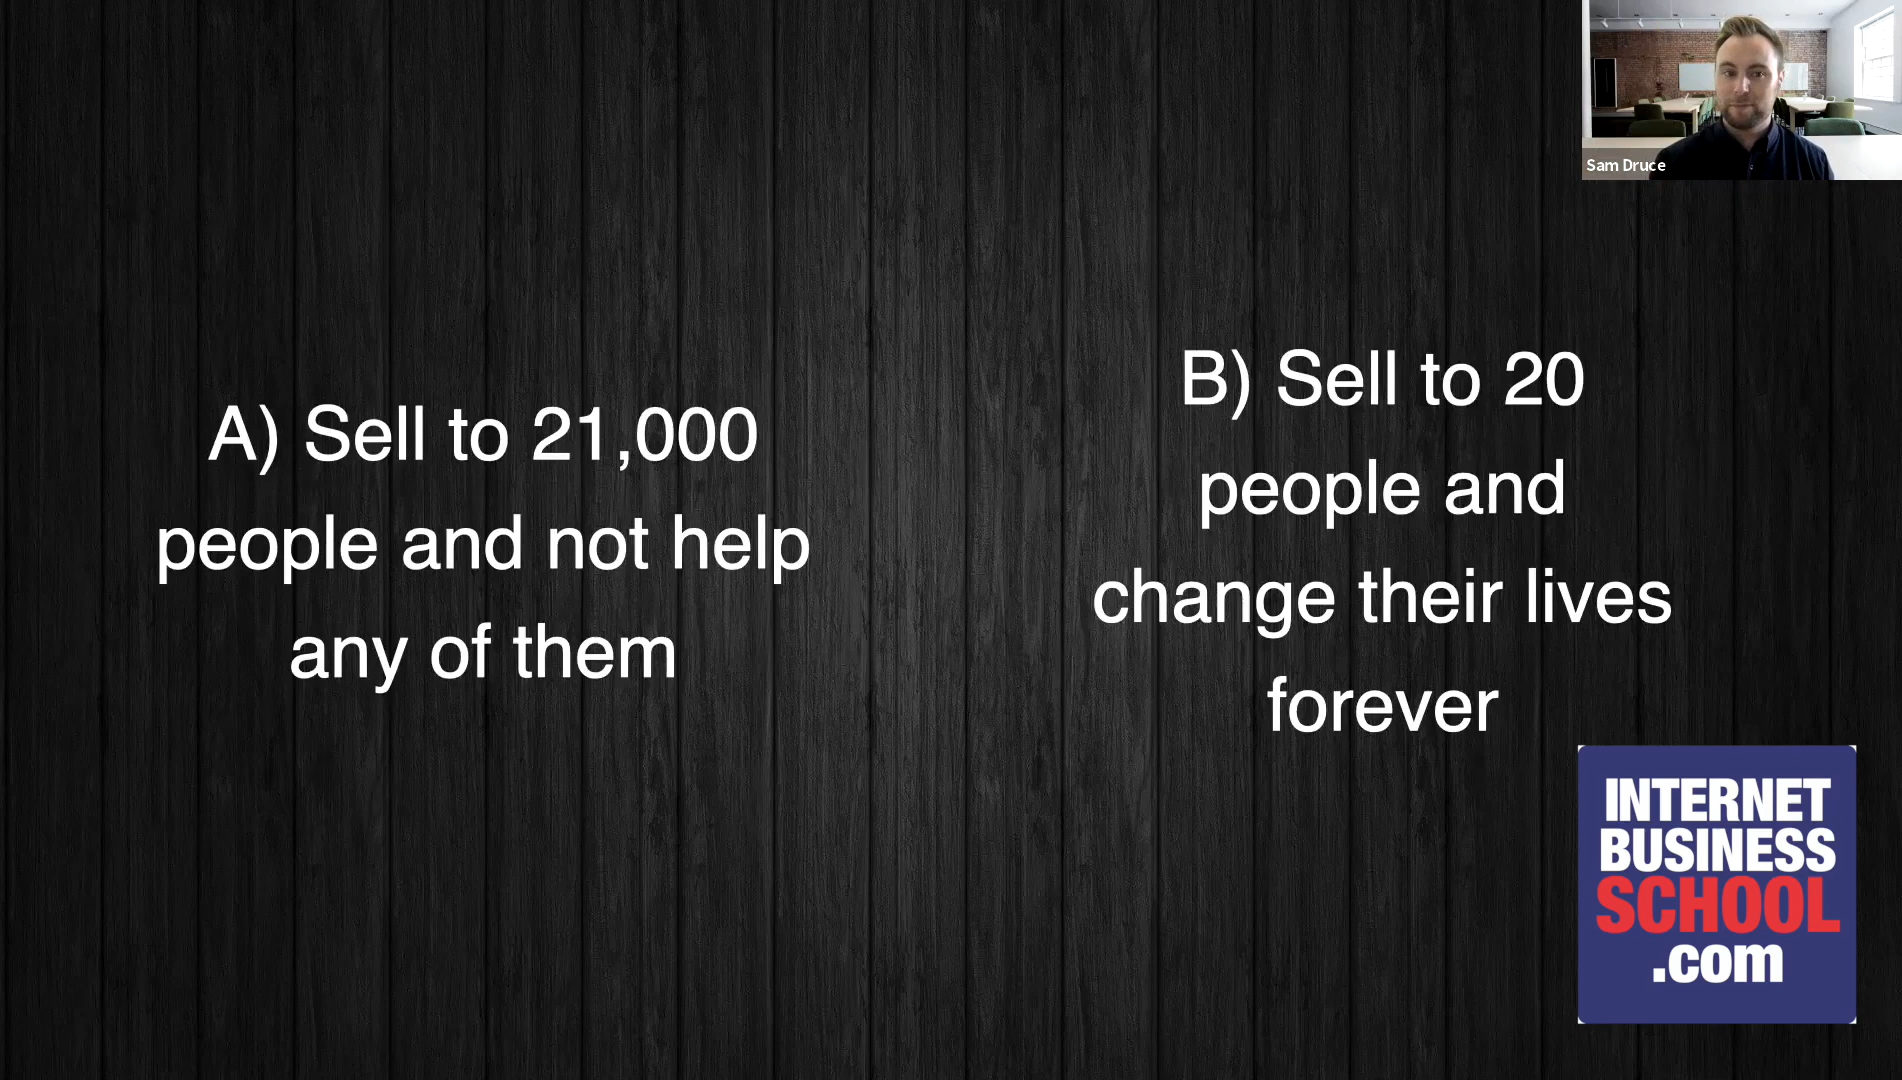 Sam Druce
A) Sell to 21,000
people and not help
any of them
B) Sell to 20
people and
change their lives
forever
INTERNET
BUSINESS
SCHOOL
.com